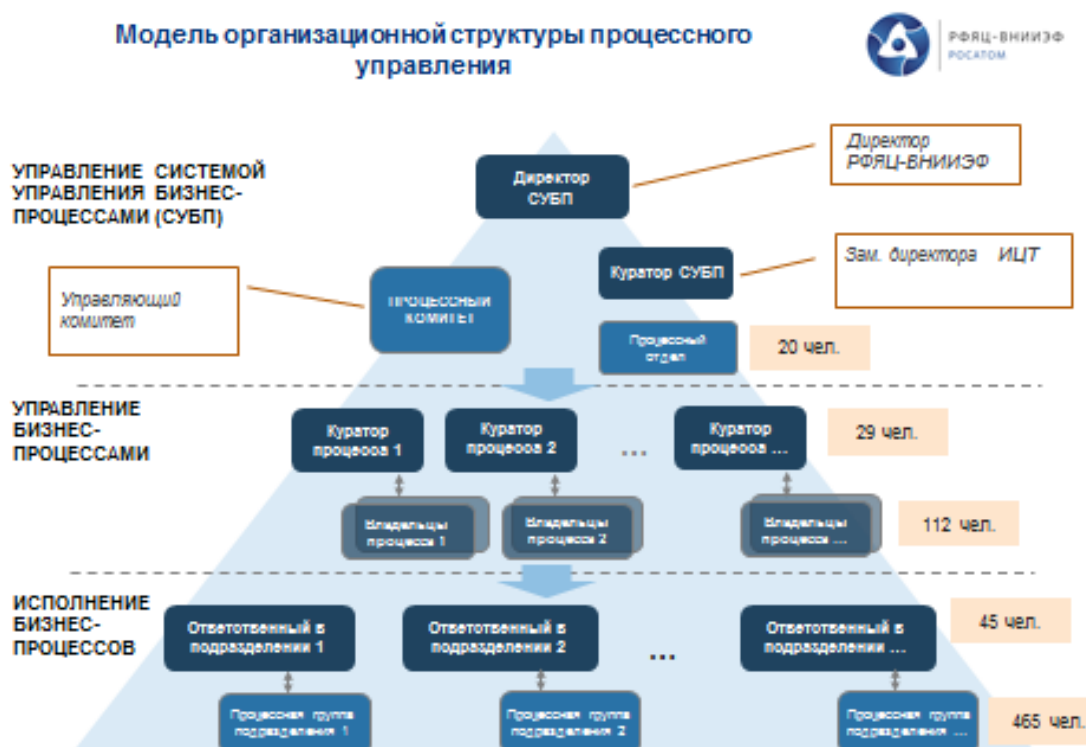 Модель организационной структуры процессного
управления
РФЯЦ-ВНИИЭФ
РОСАТОМ
УПРАВЛЕНИЕ СИСТЕМОЙ
УПРАВЛЕНИЯ БИЗНЕС-
ПРОЦЕССАМИ (СУБП)
Директор
СУБП
Директор
РФЯЦ-ВНИИЭФ
Управляющий
комитет
ПРОЦЕССНЫЙ
КОМИТЕТ
Куратор СУБП
Зам. директора ИЦТ
Процессный
отдел
20 чел.
УПРАВЛЕНИЕ
БИЗНЕС-
ПРОЦЕССАМИ
Куратор
процесса 1
Куратор
процесса 2
...
Куратор
процесса ...
29 чел.
Владельцы
процесса 1
Владельцы
процесса 2
Владельцы
процесса ...
112 чел.
ИСПОЛНЕНИЕ
БИЗНЕС-
ПРОЦЕССОВ
Ответственный в
подразделении 1
Ответственный в
подразделении 2
...
Ответственный в
подразделении ...
45 чел.
Процессная группа
подразделения 1
Процессная группа
подразделения 2
Процессная группа
подразделения ...
465 чел.